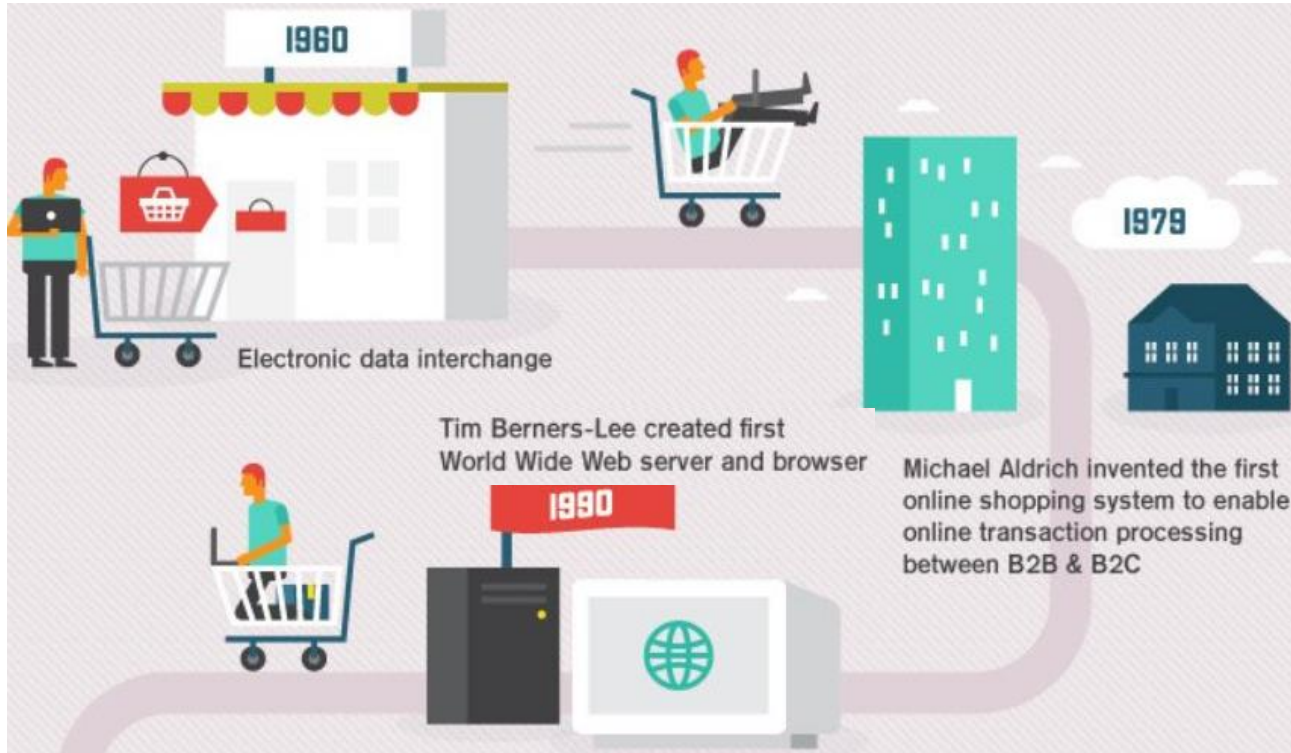 1960
Electronic data interchange
1979
Michael Aldrich invented the first
online shopping system to enable
online transaction processing
between B2B & B2C
Tim Berners-Lee created first
World Wide Web server and browser
1990